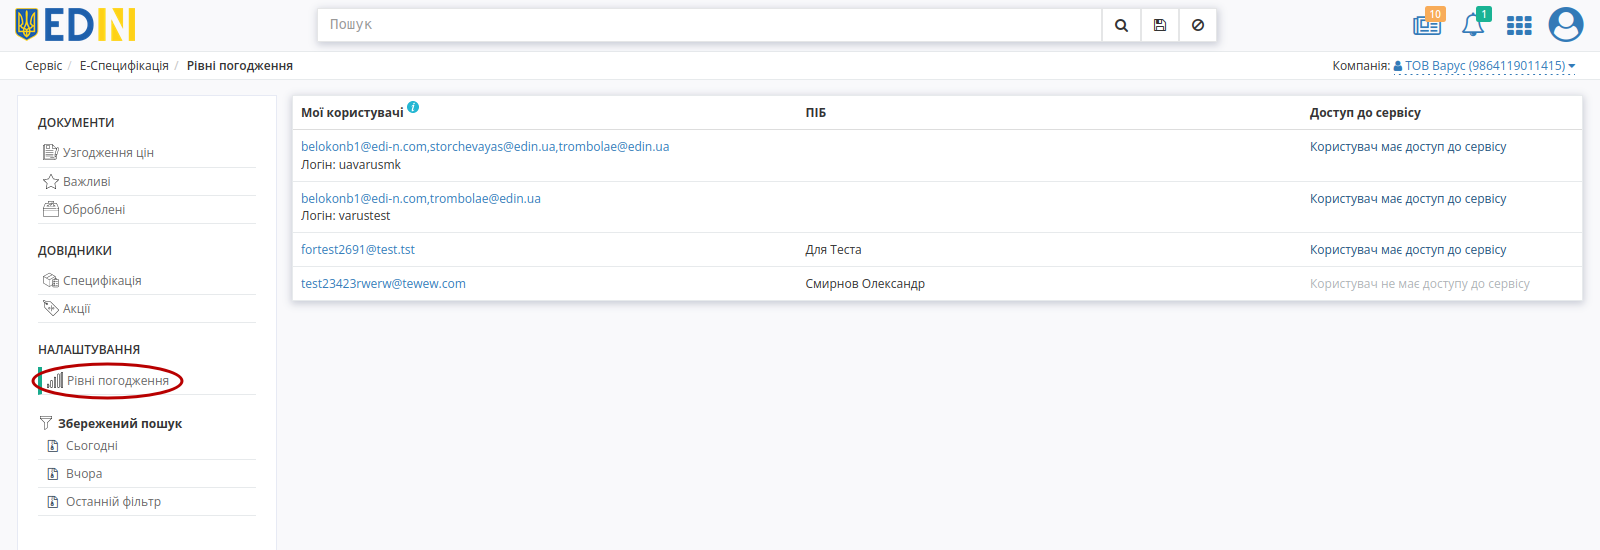 EDIN
Пошук
10
1
Сервіс / Е-Специфікація / Рівні погодження
Компанія: ТОВ Варус (9864119011415)
ДОКУМЕНТИ
Узгодження цін
Важливі
Оброблені
ДОВІДНИКИ
Специфікація
Акції
НАЛАШТУВАННЯ
Рівні погодження
Збережений пошук
Сьогодні
Вчора
Останній фільтр
Мої користувачі i ПІБ Доступ до сервісу
belokonb1@edi-n.com,storchevayas@edin.ua,trombolae@edin.ua Користувач має доступ до сервісу
Логін: uavarusmk
belokonb1@edi-n.com,trombolae@edin.ua Користувач має доступ до сервісу
Логін: varustest
fortest2691@test.tst Для Теста Користувач має доступ до сервісу
test23423rwerw@tewew.com Смирнов Олександр Користувач не має доступу до сервісу